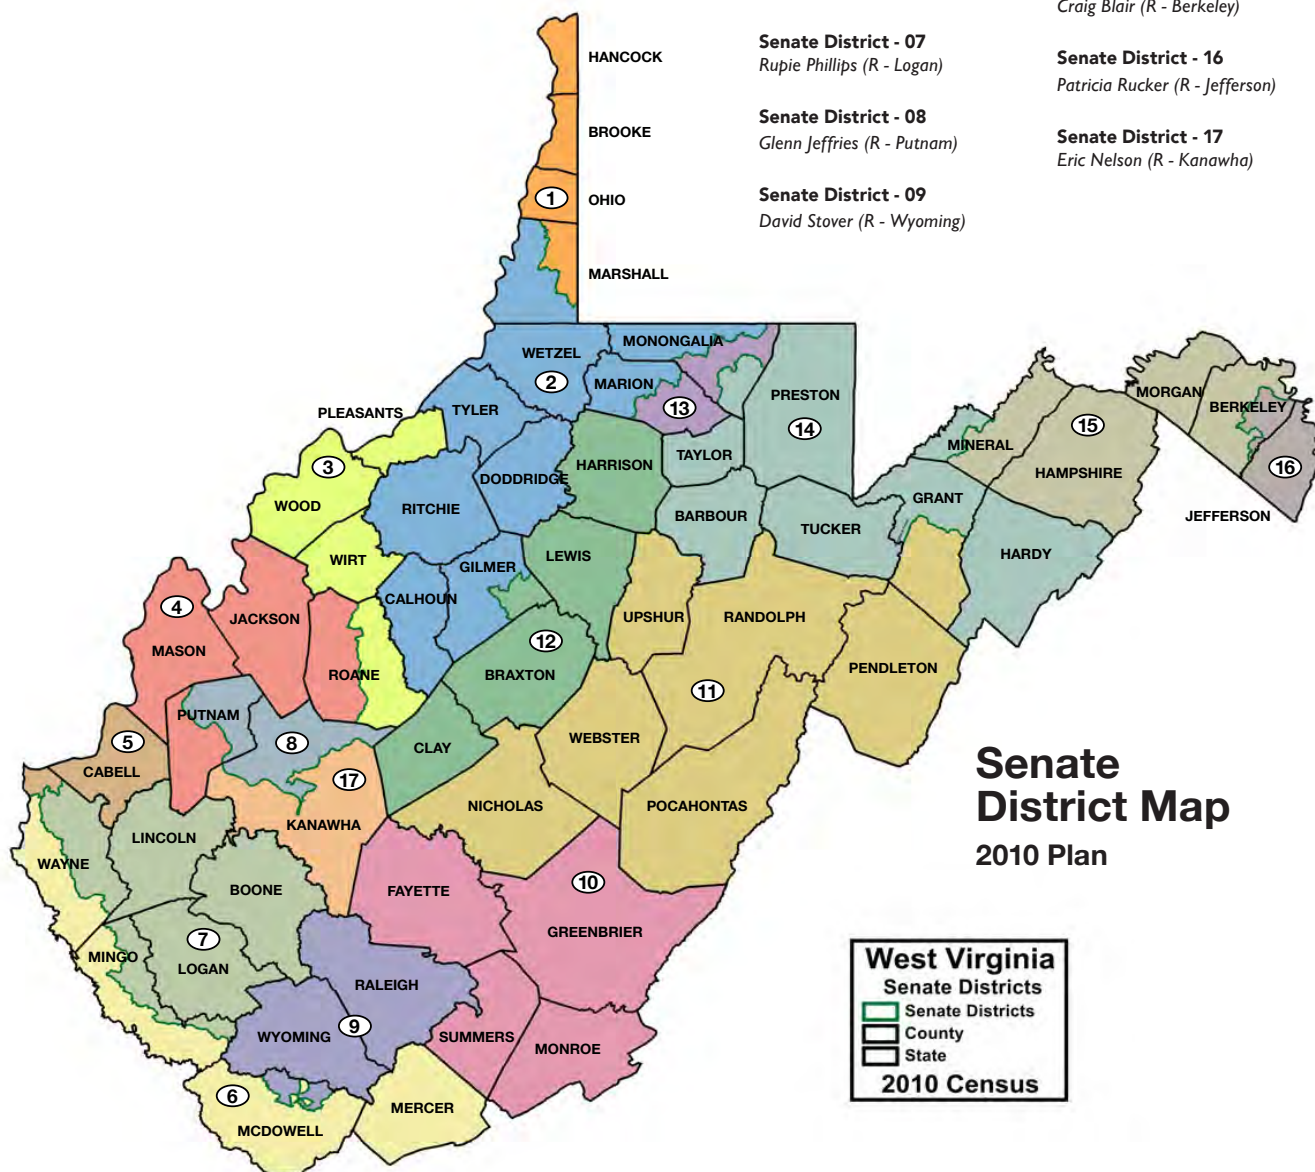 Craig Blair (R - Berkeley)
Senate District - 07
Rupie Phillips (R - Logan)
Senate District - 16
Patricia Rucker (R - Jefferson)
Senate District - 08
Glenn Jeffries (R - Putnam)
Senate District - 17
Eric Nelson (R - Kanawha)
Senate District - 09
David Stover (R - Wyoming)
HANCOCK
BROOKE
1
OHIO
MARSHALL
MONONGALIA
WETZEL
2
MARION
PRESTON
MORGAN
BERKELEY
PLEASANTS
TYLER
13
14
15
MINERAL
TAYLOR
3
HARRISON
HAMPSHIRE
16
DODDRIDGE
WOOD
RITCHIE
GRANT
BARBOUR
TUCKER
JEFFERSON
HARDY
WIRT
LEWIS
GILMER
CALHOUN
4
JACKSON
UPSHUR
RANDOLPH
12
MASON
ROANE
BRAXTON
PENDLETON
11
PUTNAM
5
8
CLAY
WEBSTER
CABELL
17
NICHOLAS
POCAHONTAS
KANAWHA
LINCOLN
WAYNE
BOONE
FAYETTE
10
GREENBRIER
7
MINGO
LOGAN
RALEIGH
9
WYOMING
SUMMERS
MONROE
6
MERCER
MCDOWELL
Senate
District Map
2010 Plan
West Virginia
Senate Districts
Senate Districts
County
State
2010 Census